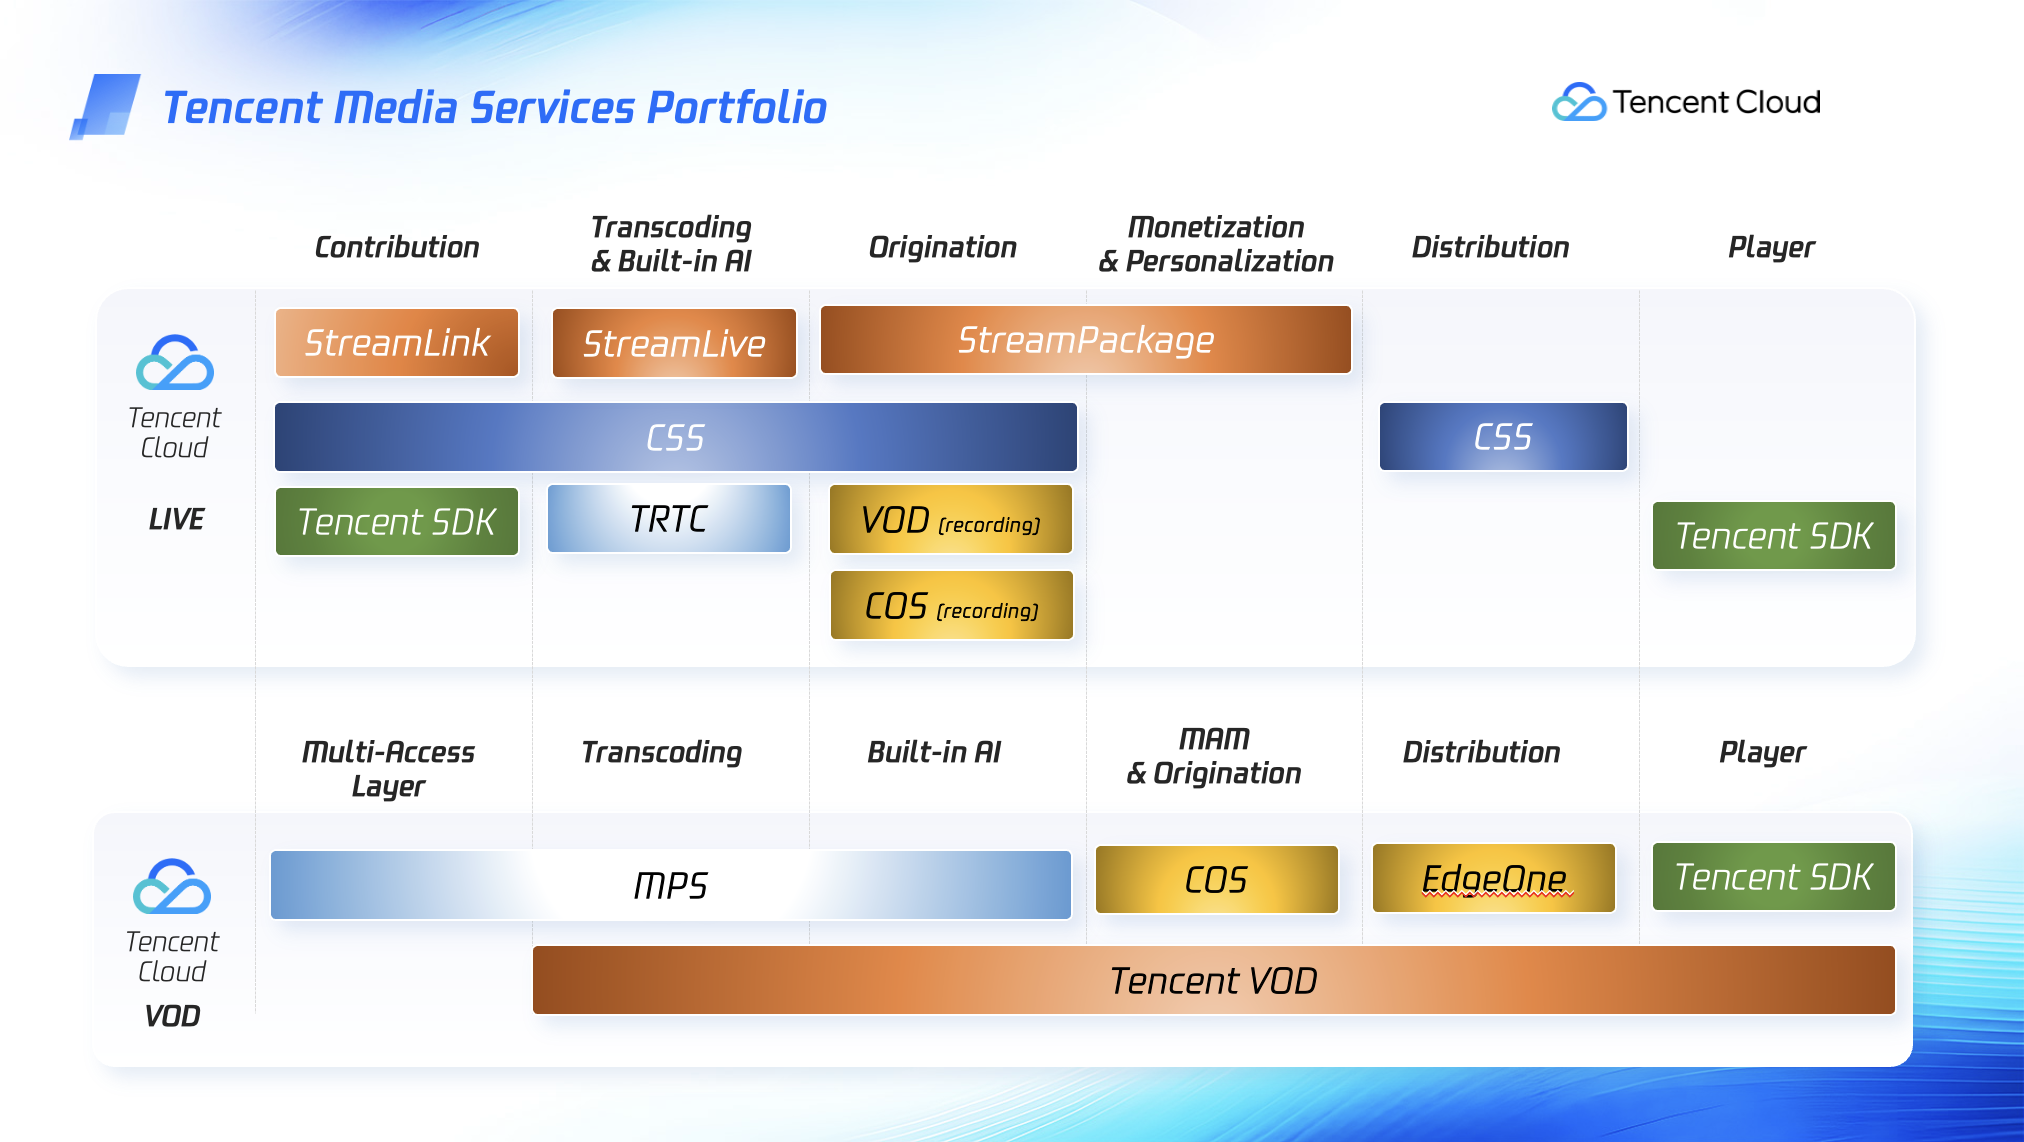 Tencent Media Services Portfolio
Tencent Cloud
Contribution
Transcoding
& Built-in AI
Origination
Monetization
& Personalization
Distribution
Player
Tencent
Cloud
LIVE
StreamLink
StreamLive
StreamPackage
CSS
CSS
Tencent SDK
TRTC
VOD (recording)
Tencent SDK
COS (recording)
Multi-Access
Layer
Transcoding
Built-in AI
MAM
& Origination
Distribution
Player
Tencent
Cloud
VOD
MPS
COS
EdgeOne
Tencent SDK
Tencent VOD